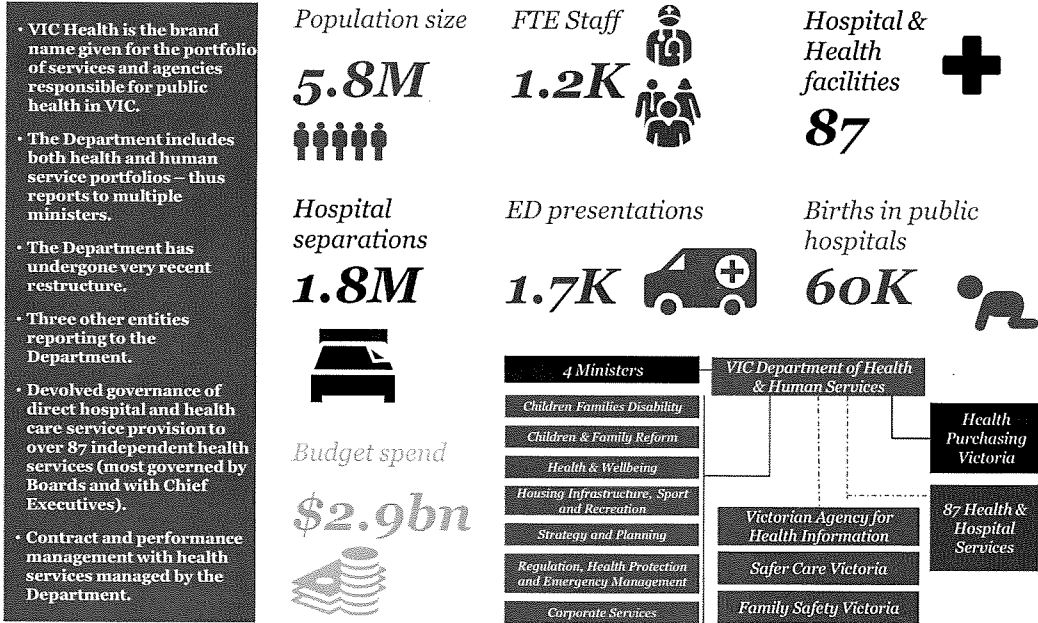 • VIC Health is the brand
name given for the portfolio
of services and agencies
responsible for public
health in VIC.
• The Department includes
both health and human
service portfolios – thus
reports to multiple
ministers.
• The Department has
undergone very recent
restructure.
• Three other entities
reporting to the
Department.
• Devolved governance of
direct hospital and health
care service provision to
over 87 independent health
services (most governed by
Boards and with Chief
Executives).
• Contract and performance
management with health
services managed by the
Department.
Population size
5.8M
FTE Staff
1.2K
Hospital &
Health
facilities
87
Hospital
separations
1.8M
ED presentations
1.7K
Births in public
hospitals
60K
Budget spend
$2.9bn
4 Ministers
Children Families Disability
Children & Family Reform
Health & Wellbeing
Housing Infrastructure, Sport
and Recreation
Strategy and Planning
Regulation, Health Protection
and Emergency Management
Corporate Services
VIC Department of Health
& Human Services
Victorian Agency for
Health Information
Safer Care Victoria
Family Safety Victoria
Health
Purchasing
Victoria
87 Health &
Hospital
Services